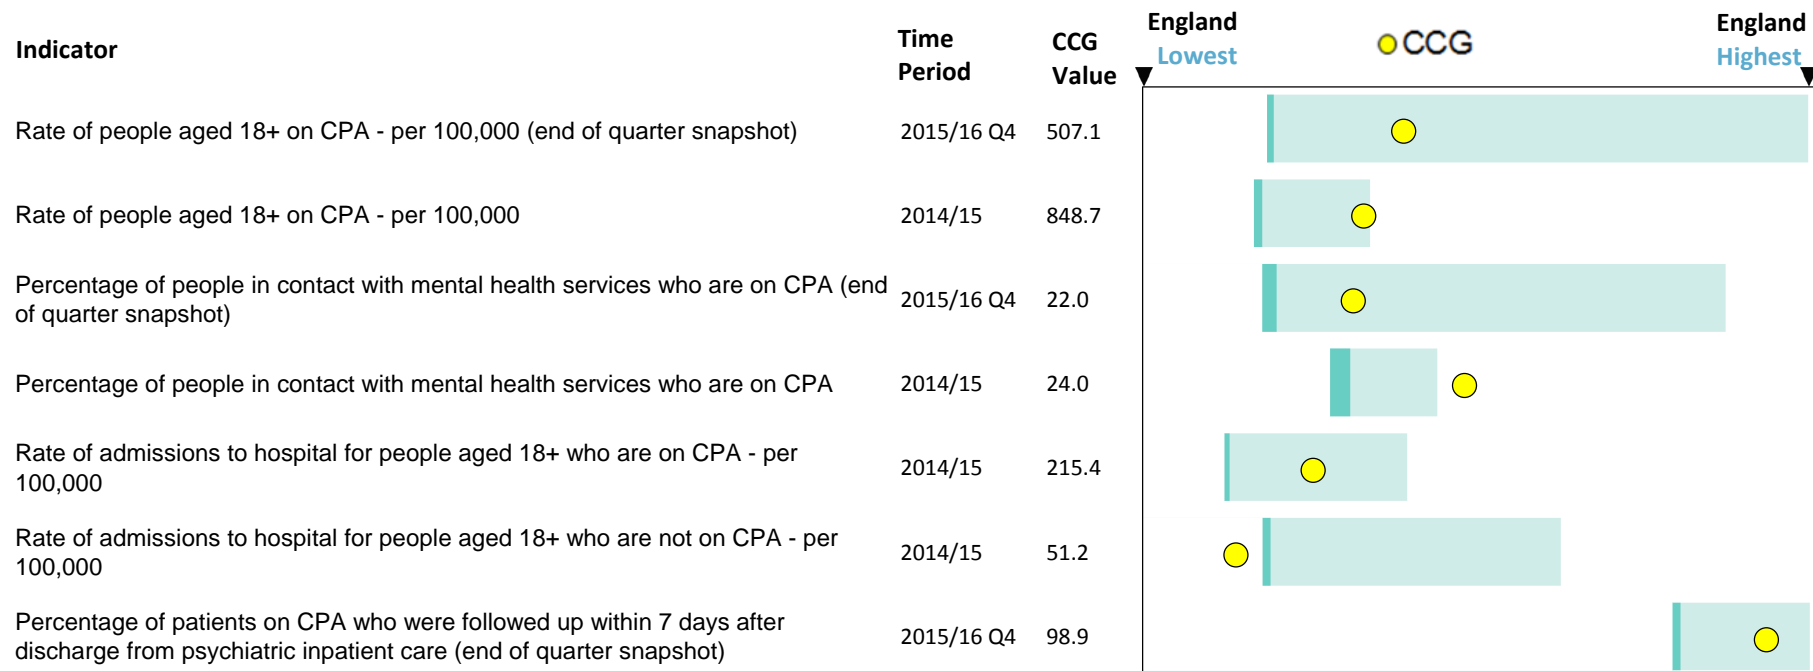 Indicator
Time Period
CCG Value
England Lowest
CCG
England Highest
Rate of people aged 18+ on CPA - per 100,000 (end of quarter snapshot) 2015/16 Q4 507.1
Rate of people aged 18+ on CPA - per 100,000 2014/15 848.7
Percentage of people in contact with mental health services who are on CPA (end
of quarter snapshot) 2015/16 Q4 22.0
Percentage of people in contact with mental health services who are on CPA 2014/15 24.0
Rate of admissions to hospital for people aged 18+ who are on CPA - per
100,000 2014/15 215.4
Rate of admissions to hospital for people aged 18+ who are not on CPA - per
100,000 2014/15 51.2
Percentage of patients on CPA who were followed up within 7 days after
discharge from psychiatric inpatient care (end of quarter snapshot) 2015/16 Q4 98.9